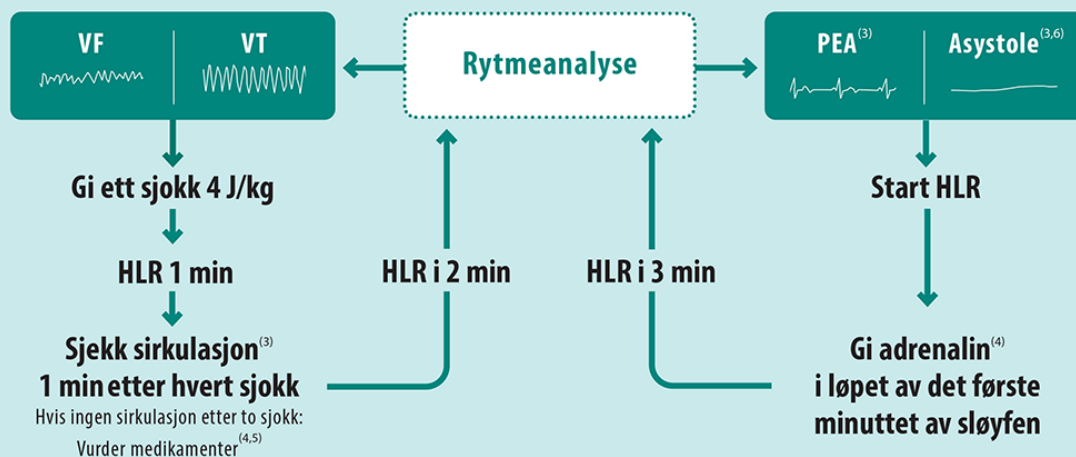 VF
VT
Rytmeanalyse
PEA(3)
Asystole(3,6)
Gi ett sjokk 4 J/kg
Start HLR
HLR 1 min
HLR i 2 min
HLR i 3 min
Sjekk sirkulasjon(3)
1 min etter hvert sjokk
Hvis ingen sirkulasjon etter to sjokk:
Vurder medikamenter(4,5)
Gi adrenalin(4)
i løpet av det første
minuttet av sløyfen